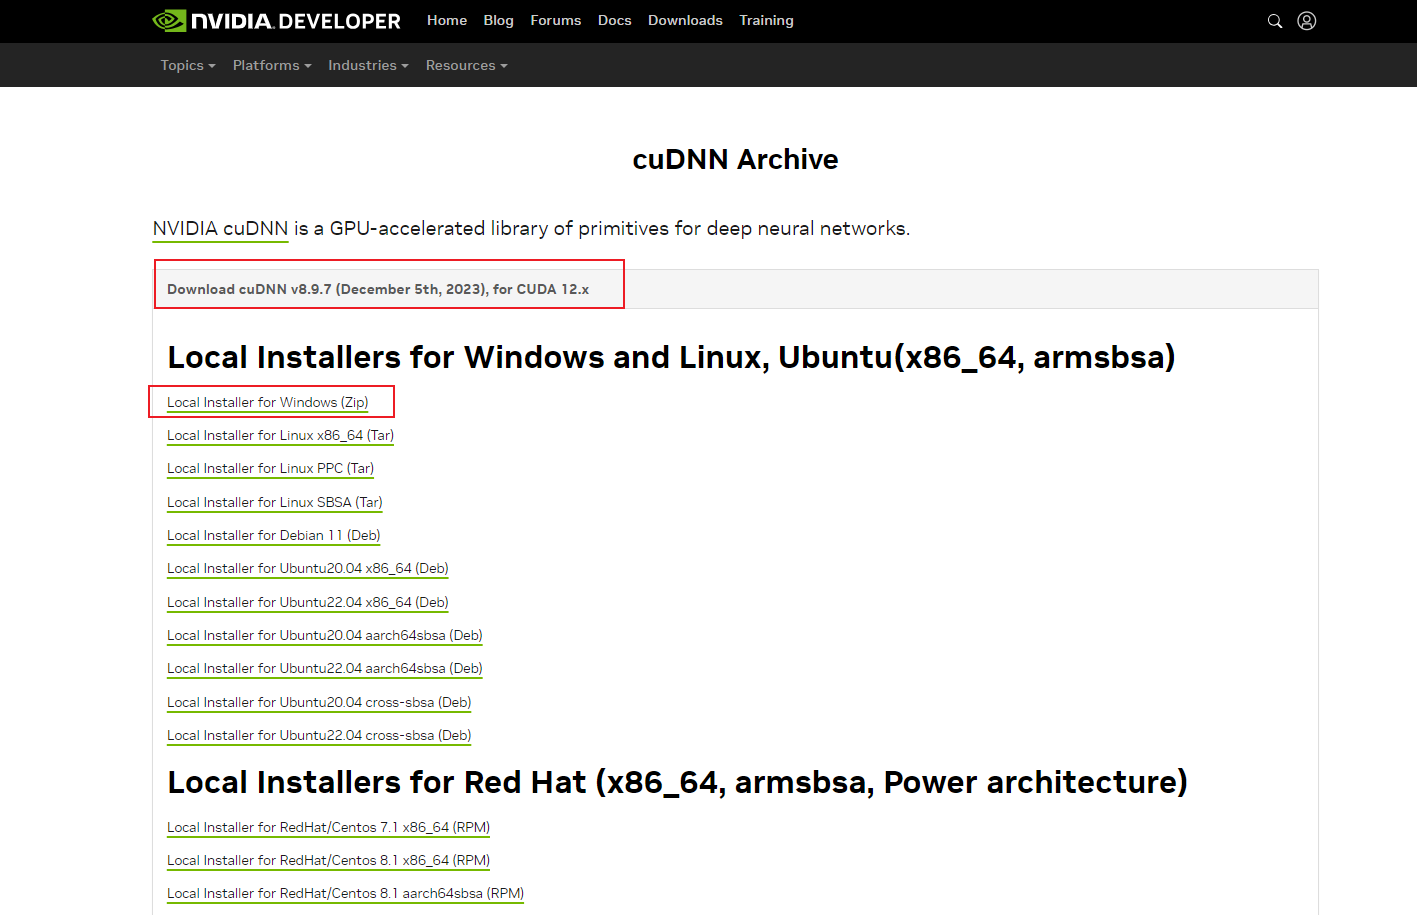 NVIDIA. DEVELOPER Home Blog Forums Docs Downloads Training
Topics Platforms Industries Resources
cuDNN Archive
NVIDIA cuDNN is a GPU-accelerated library of primitives for deep neural networks.
Download cuDNN v8.9.7 (December 5th, 2023), for CUDA 12.x
Local Installers for Windows and Linux, Ubuntu(x86_64, armsbsa)
Local Installer for Windows (Zip)
Local Installer for Linux x86_64 (Tar)
Local Installer for Linux PPC (Tar)
Local Installer for Linux SBSA (Tar)
Local Installer for Debian 11 (Deb)
Local Installer for Ubuntu20.04 x86_64 (Deb)
Local Installer for Ubuntu22.04 x86_64 (Deb)
Local Installer for Ubuntu20.04 aarch64sbsa (Deb)
Local Installer for Ubuntu22.04 aarch64sbsa (Deb)
Local Installer for Ubuntu20.04 cross-sbsa (Deb)
Local Installer for Ubuntu22.04 cross-sbsa (Deb)
Local Installers for Red Hat (x86_64, armsbsa, Power architecture)
Local Installer for RedHat/Centos 7.1 x86_64 (RPM)
Local Installer for RedHat/Centos 8.1 x86_64 (RPM)
Local Installer for RedHat/Centos 8.1 aarch64sbsa (RPM)